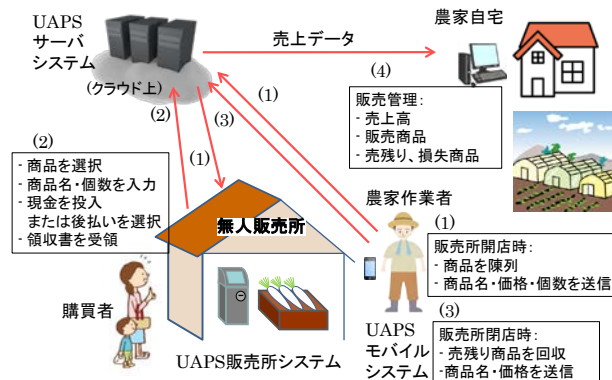 UAPS
サーバ
システム
(クラウド上)
売上データ
農家自宅
(4)
販売管理:
- 売上高
- 販売商品
- 売残り、損失商品
(1)
(2)
(3)
(1)
(2)
- 商品を選択
- 商品名・個数を入力
- 現金を投入
または後払いを選択
- 領収書を受領
無人販売所
購買者
UAPS販売所システム
農家作業者
(1)
販売所開店時:
- 商品を陳列
- 商品名・価格・個数を送信
UAPS
モバイル
システム
(3)
販売所閉店時:
- 売残り商品を回収
-商品名・価格を送信